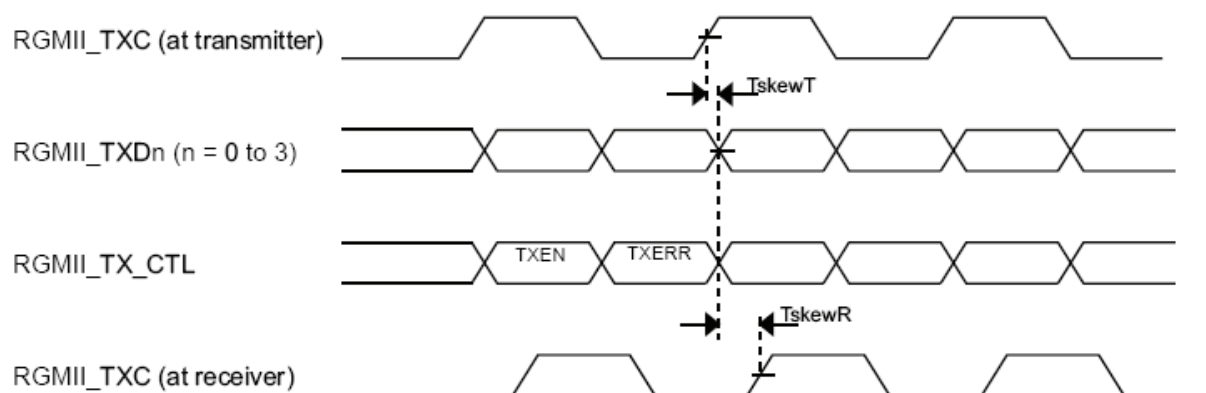 RGMII_TXC (at transmitter)
TskewT
RGMII_TXDn (n = 0 to 3)
RGMII_TX_CTL
TXEN
TXERR
TskewR
RGMII_TXC (at receiver)